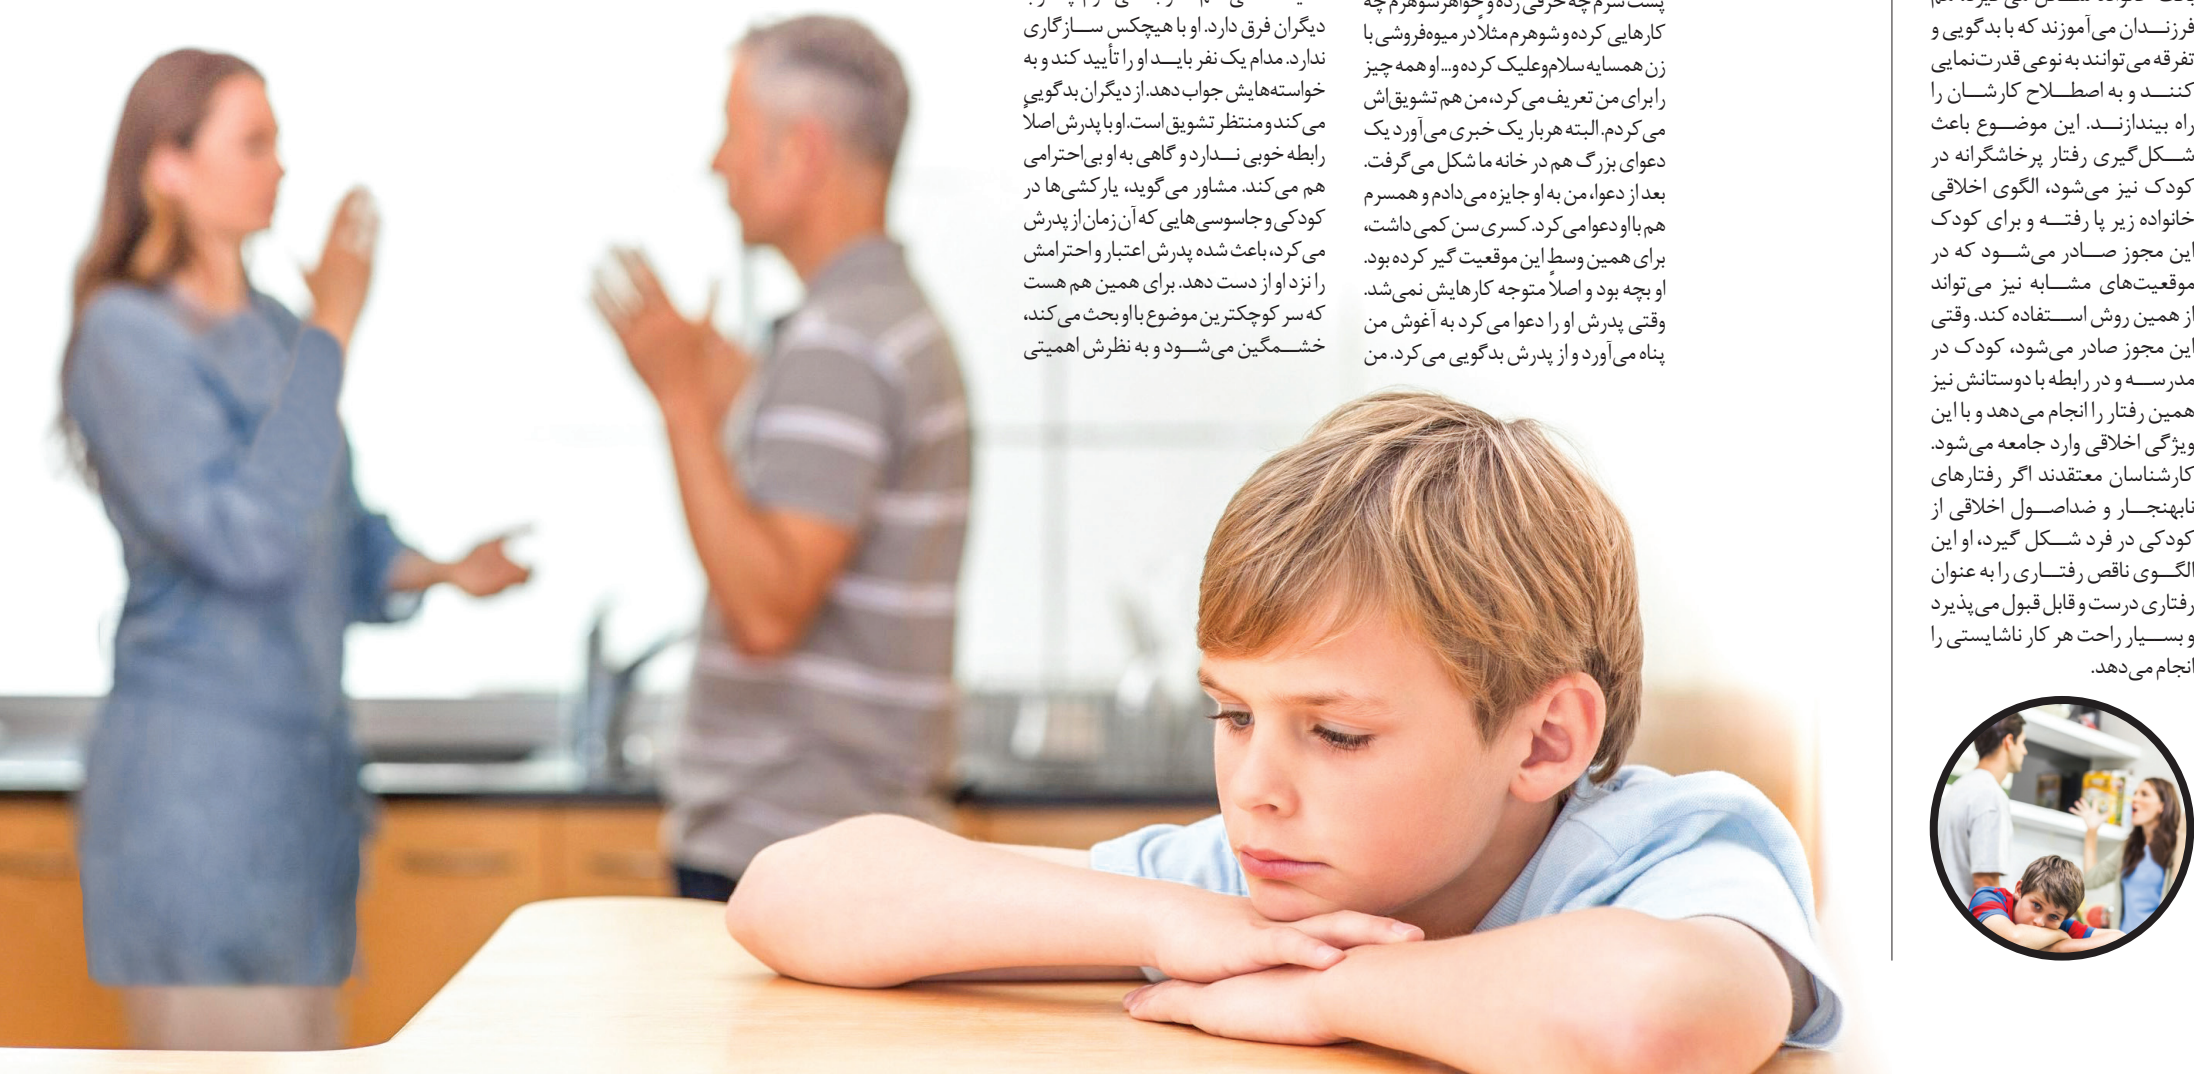 فرزندان می‌آموزند که با بدگویی و
تفرقه می‌توانند به نوعی قدرت‌نمایی
کنند و به اصطلاح کارشان را
راه بیندازند. این موضوع باعث
شکل‌گیری رفتار پرخاشگرانه در
کودک نیز می‌شود، الگوی اخلاقی
خانواده زیر پا رفته و برای کودک
این مجوز صادر می‌شود که در
موقعیت‌های مشابه نیز می‌تواند
از همین روش استفاده کند. وقتی
این مجوز صادر می‌شود، کودک در
مدرسه و در رابطه با دوستانش نیز
همین رفتار را انجام می‌دهد و با این
ویژگی اخلاقی وارد جامعه می‌شود.
کارشناسان معتقدند اگر رفتارهای
نابهنجار و ضداصول اخلاقی از
کودکی در فرد شکل گیرد، او این
الگوی ناقص رفتاری را به عنوان
رفتاری درست و قابل قبول می‌پذیرد
و بسیار راحت هر کار ناشایستی را
انجام می‌دهد.
پشت سرم چه حرفی زده و خواهر شوهرم چه
کارهایی کرده و شوهرم مثلاً در میوه‌فروشی با
زن همسایه سلام‌وعلیک کرده و... او همه چیز
را برای من تعریف می‌کرد، من هم تشویق‌اش
می‌کردم. البته هربار یک خبری می‌آورد یک
دعوای بزرگ هم در خانه ما شکل می‌گرفت.
بعد از دعوا، من به او جایزه می‌دادم و همسرم
هم با او دعوا می‌کرد. کسری سن کمی داشت،
برای همین وسط این موقعیت گیر کرده بود.
او بچه بود و اصلاً متوجه کارهایش نمی‌شد.
وقتی پدرش او را دعوا می‌کرد به آغوش من
پناه می‌آورد و از پدرش بدگویی می‌کرد. من
دیگران فرق دارد. او با هیچکس سازگاری
ندارد. مدام یک نفر باید او را تأیید کند و به
خواسته‌هایش جواب دهد. از دیگران بدگویی
می‌کند و منتظر تشویق است. او با پدرش اصلاً
رابطه خوبی ندارد و گاهی به او بی‌احترامی
هم می‌کند. مشاور می‌گوید، یارکشی‌ها در
کودکی و جاسوسی‌هایی که آن زمان از پدرش
می‌کرد، باعث شده پدرش اعتبار و احترامش
را نزد او از دست دهد. برای همین هم هست
که سر کوچکترین موضوع با او بحث می‌کند،
خشمگین می‌شود و به نظرش اهمیتی